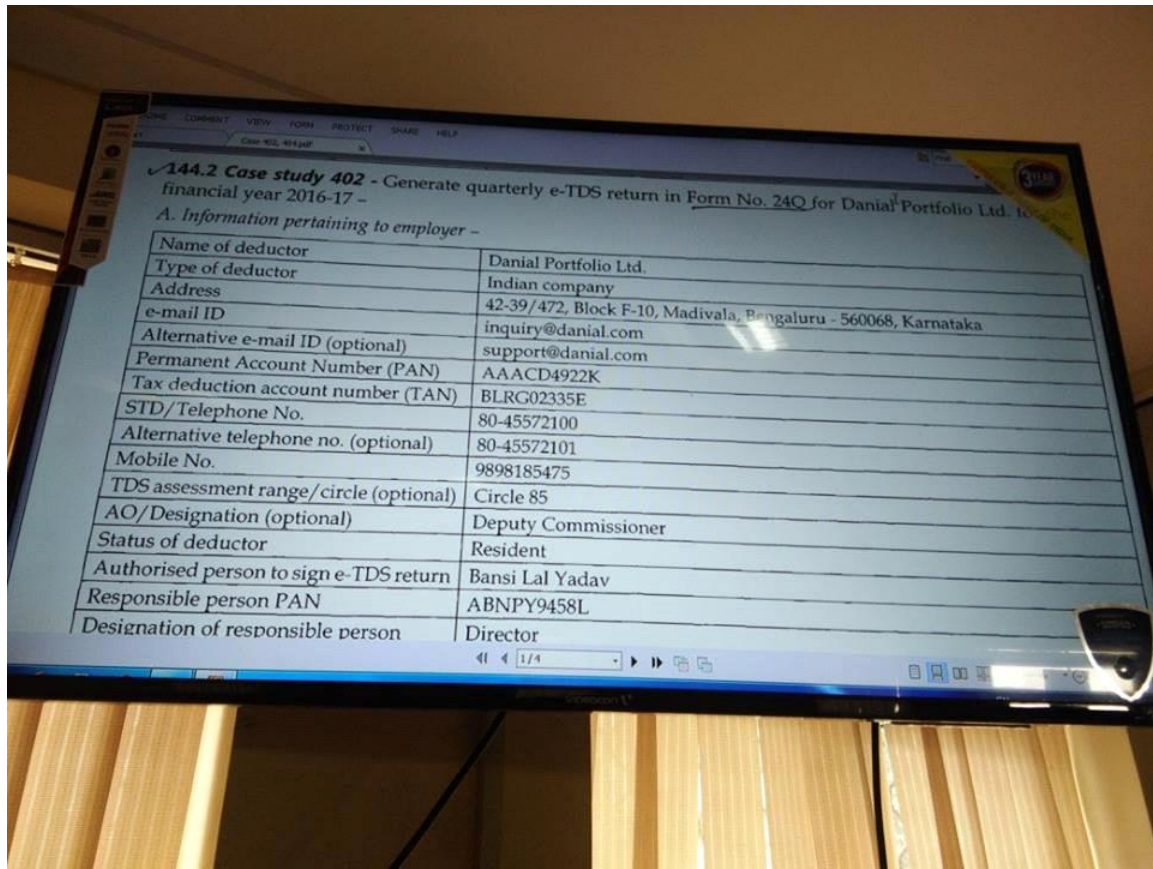 COMMENT VIEW FORM PROTECT SHARE HELP
Case 402, 404.pdf
144.2 Case study 402 - Generate quarterly e-TDS return in Form No. 24Q for Danial Portfolio Ltd.
financial year 2016-17 –
A. Information pertaining to employer –
Name of deductor Danial Portfolio Ltd.
Type of deductor Indian company
Address 42-39/472, Block F-10, Madivala, Bengaluru - 560068, Karnataka
e-mail ID inquiry@danial.com
Alternative e-mail ID (optional) support@danial.com
Permanent Account Number (PAN) AAACD4922K
Tax deduction account number (TAN) BLRG02335E
STD/Telephone No. 80-45572100
Alternative telephone no. (optional) 80-45572101
Mobile No. 9898185475
TDS assessment range/circle (optional) Circle 85
AO/Designation (optional) Deputy Commissioner
Status of deductor Resident
Authorised person to sign e-TDS return Bansi Lal Yadav
Responsible person PAN ABNPY9458L
Designation of responsible person Director
1/4
3 YEAR